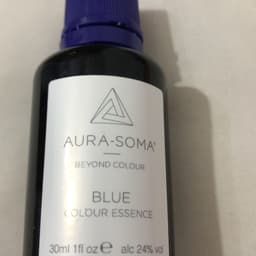 AURA-SOMA®
BEYOND COLOUR
BLUE
COLOUR ESSENCE
30ml 1fl oz ℮ alc 24% vol